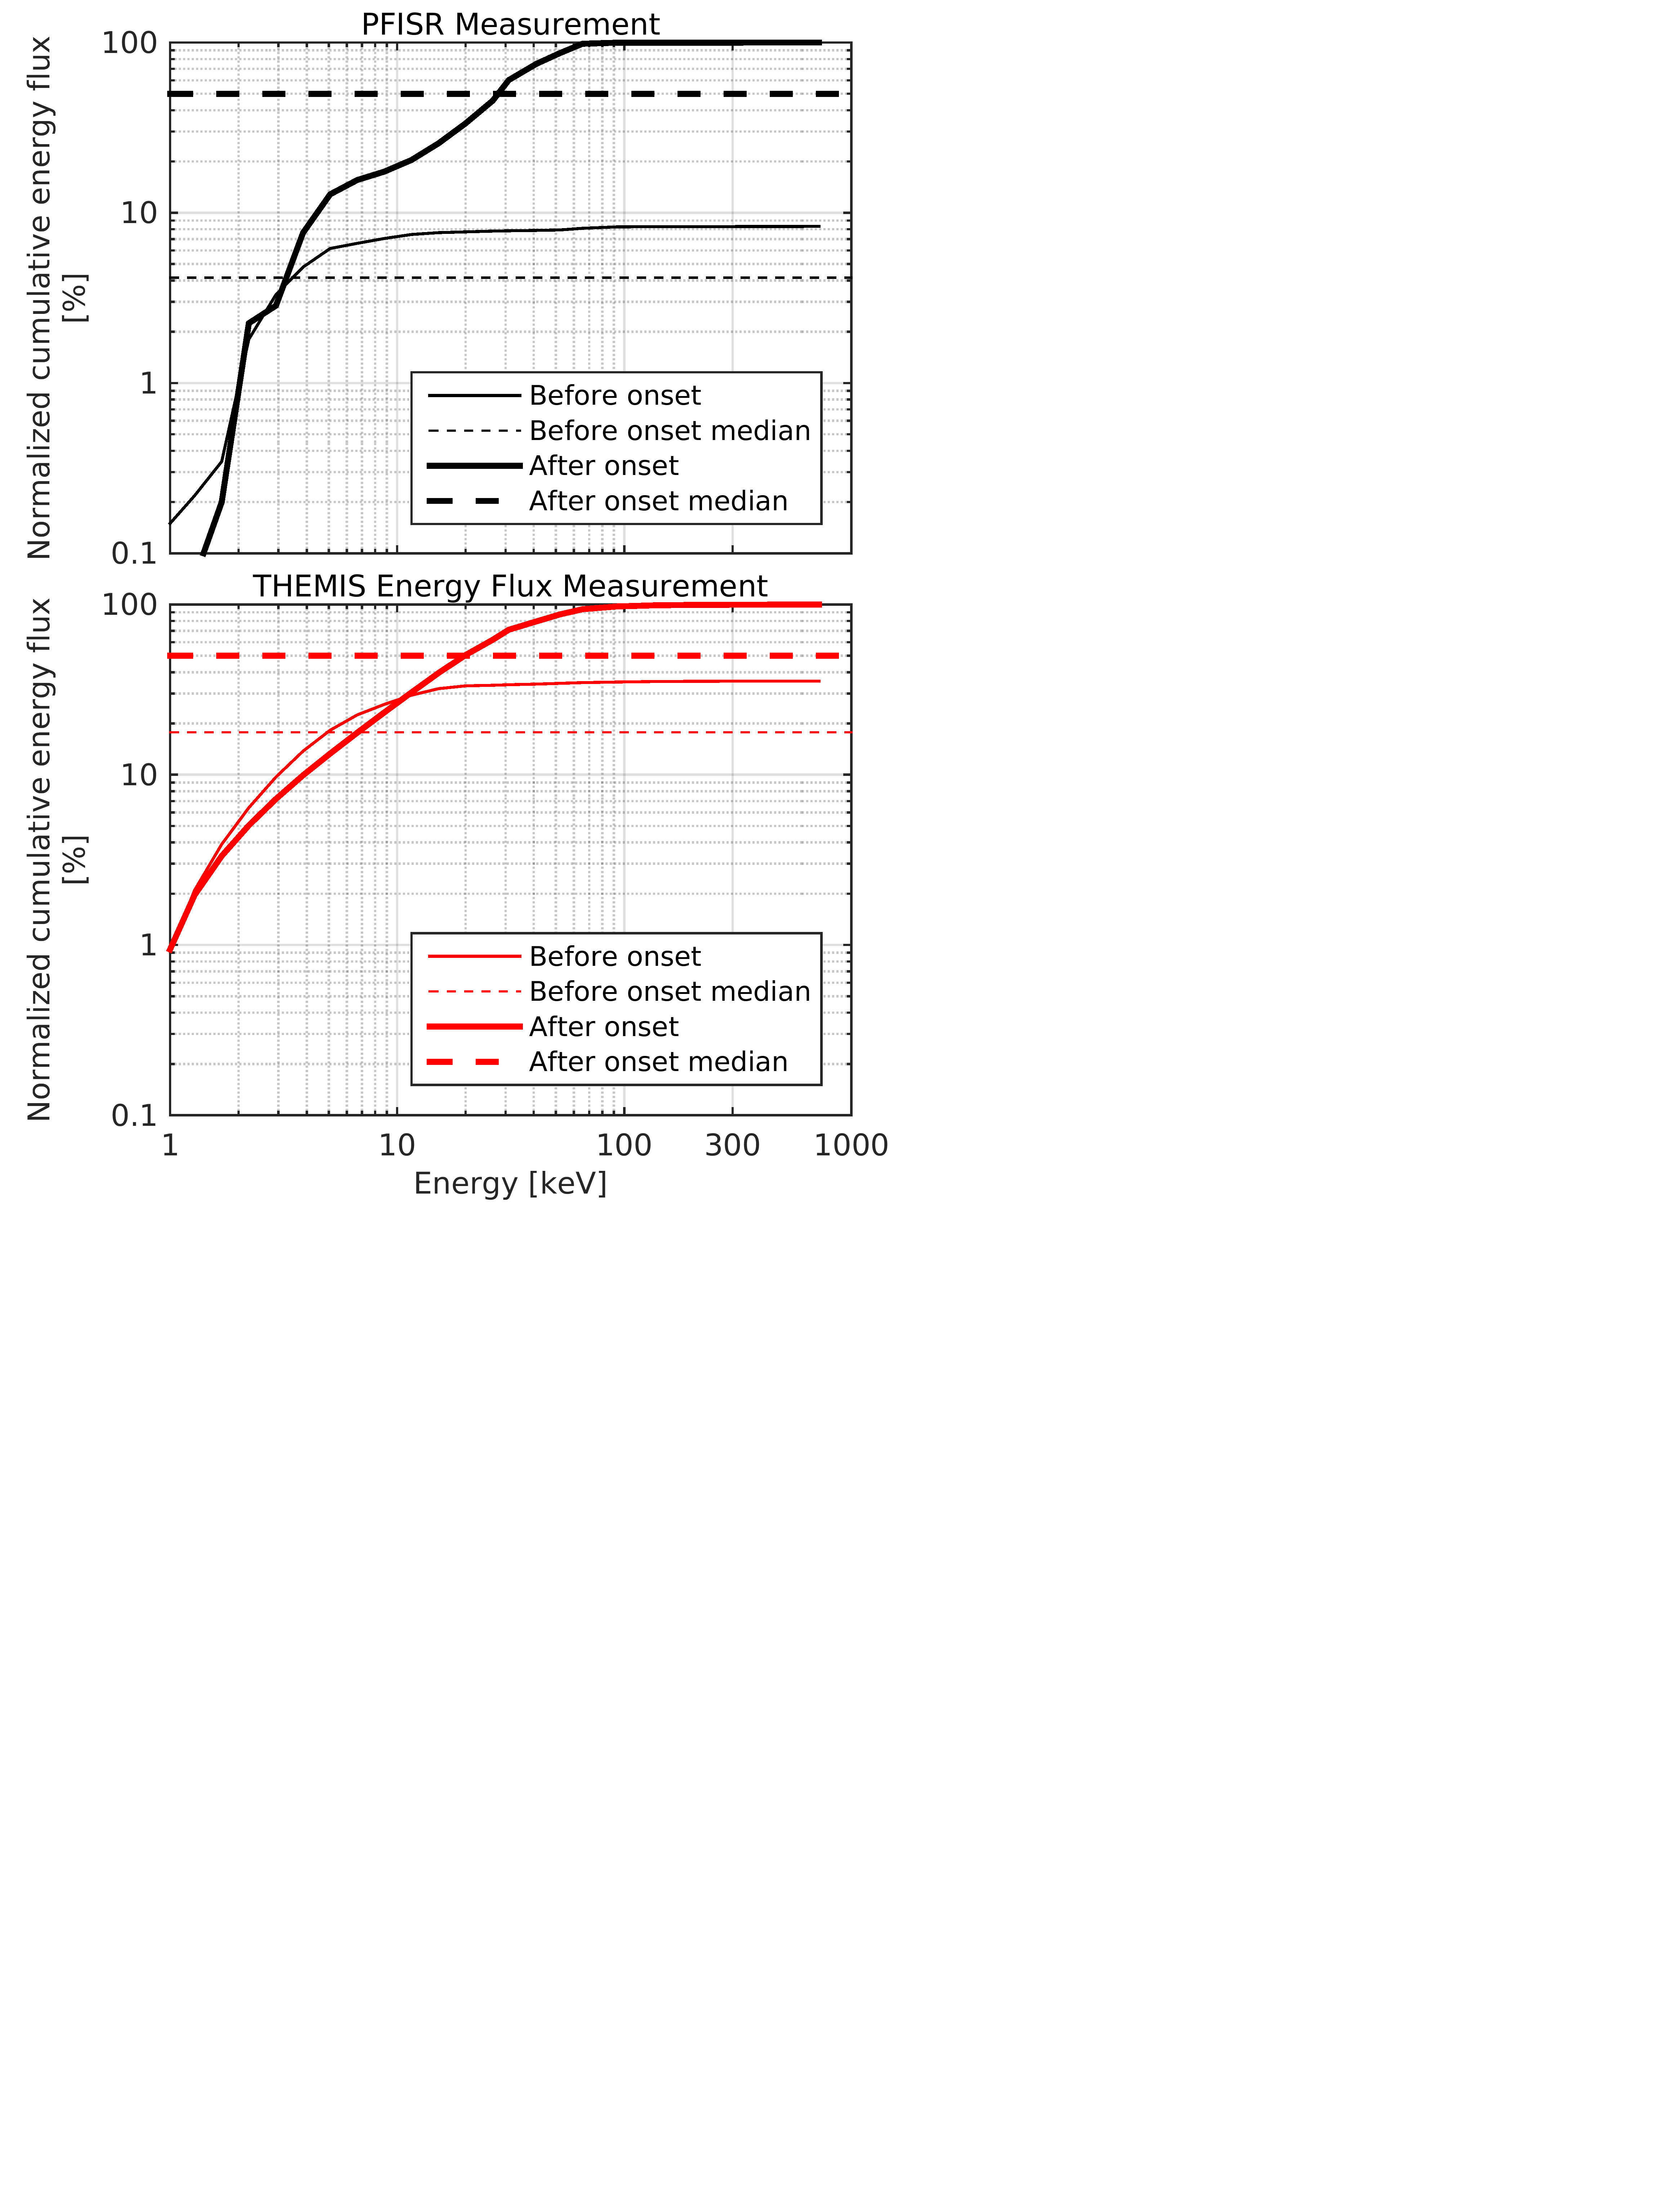 PFISR Measurement
Normalized cumulative energy flux
[%]
100
10
1
0.1
Before onset
Before onset median
After onset
After onset median
THEMIS Energy Flux Measurement
Normalized cumulative energy flux
[%]
100
10
1
0.1
Before onset
Before onset median
After onset
After onset median
1 10 100 300 1000
Energy [keV]